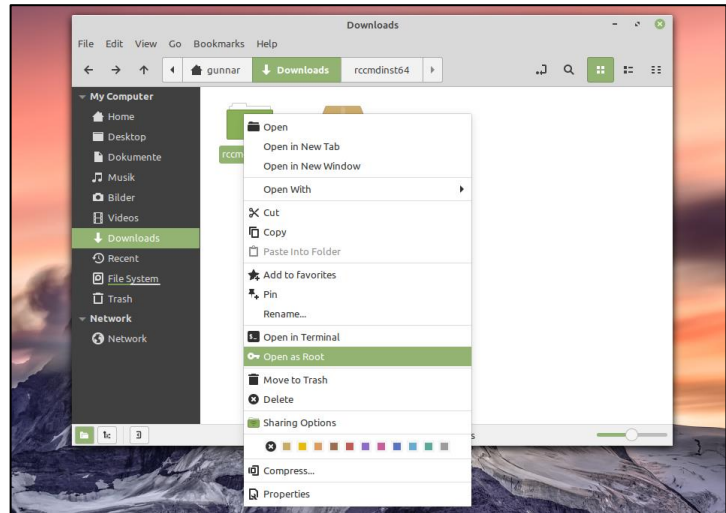 Downloads
File Edit View Go Bookmarks Help
gunnar Downloads rccmdinst64
My Computer
Home
Desktop
Dokumente
Musik
Bilder
Videos
Downloads
Recent
File System
Trash
Network
Network
Open
Open in New Tab
Open in New Window
Open With
Cut
Copy
Paste Into Folder
Add to favorites
Pin
Rename...
Open in Terminal
Open as Root
Move to Trash
Delete
Sharing Options
Compress...
Properties